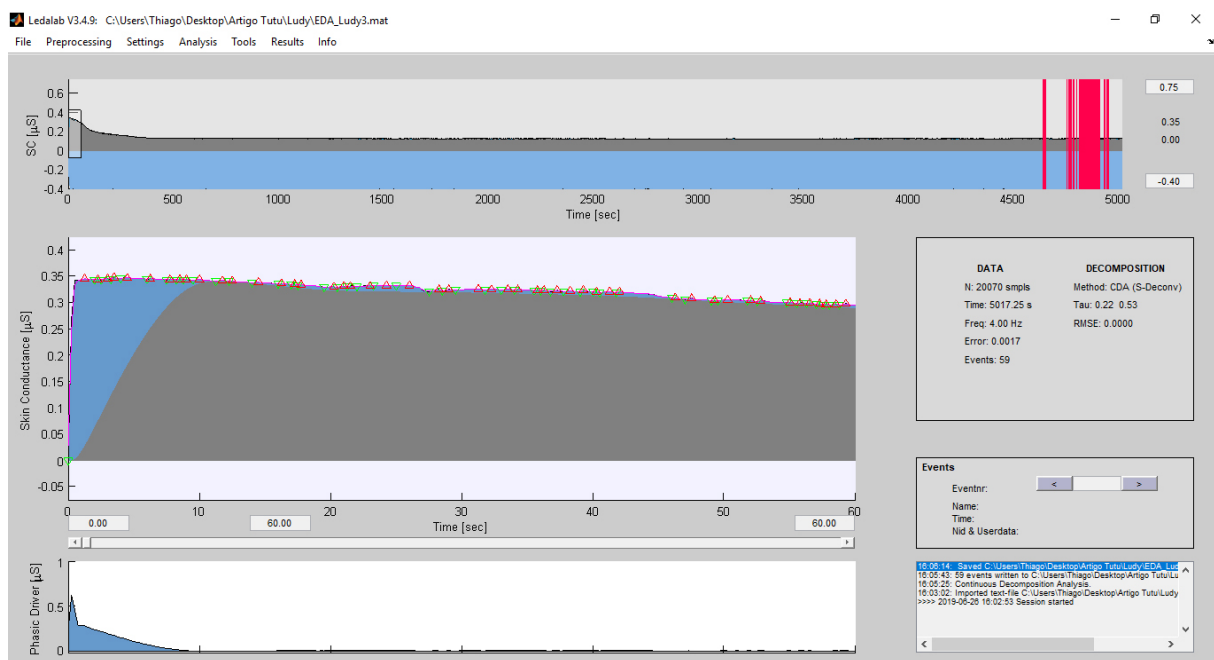 Ledalab V3.4.9: C:\Users\Thiago\Desktop\Artigo Tutu\Ludy\EDA_Ludy3.mat
File Preprocessing Settings Analysis Tools Results Info
SC [µS]
0.6
0.4
0.2
0
-0.2
-0.4
0 500 1000 1500 2000 2500 3000 3500 4000 4500 5000
Time [sec]
0.75
0.35
0.00
-0.40
Skin Conductance [µS]
0.4
0.35
0.3
0.25
0.2
0.15
0.1
0.05
0
-0.05
0 10 20 30 40 50 60
0.00 60.00 Time [sec] 60.00
DATA
N: 20070 smpls
Time: 5017.25 s
Freq: 4.00 Hz
Error: 0.0017
Events: 59
DECOMPOSITION
Method: CDA (S-Deconv)
Tau: 0.22 0.53
RMSE: 0.0000
Events
Eventnr: < >
Name:
Time:
Nid & Userdata:
Phasic Driver [µS]
1
0.5
0
16:06:14: Saved C:\Users\Thiago\Desktop\Artigo Tutu\Ludy\EDA_Lud
16:05:43: 59 events written to C:\Users\Thiago\Desktop\Artigo Tutu\Lu
16:05:25: Continuous Decomposition Analysis.
16:03:02: Imported text-file C:\Users\Thiago\Desktop\Artigo Tutu\Ludy
>>>> 2019-06-26 16:02:53 Session started